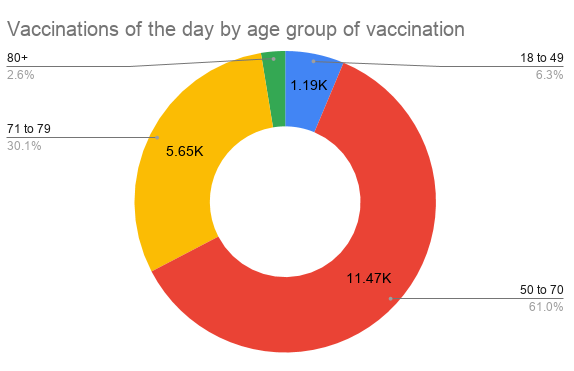 Vaccinations of the day by age group of vaccination
80+
2.6%
18 to 49
6.3%
1.19K
71 to 79
30.1%
5.65K
11.47K
50 to 70
61.0%